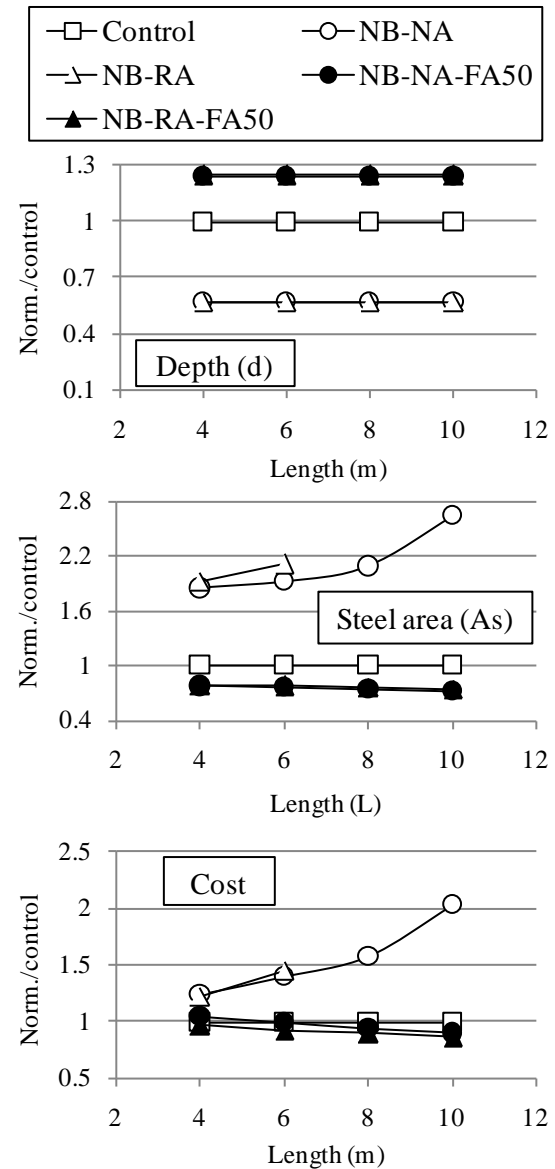 Control NB-NA
NB-RA NB-NA-FA50
NB-RA-FA50
1.3
1
0.7
0.4
0.1
Norm./control
Depth (d)
2 4 6 8 10 12
Length (m)
2.8
2.2
1.6
1
0.4
Norm./control
Steel area (As)
2 4 6 8 10 12
Length (L)
2.5
2
1.5
1
0.5
Norm./control
Cost
2 4 6 8 10 12
Length (m)